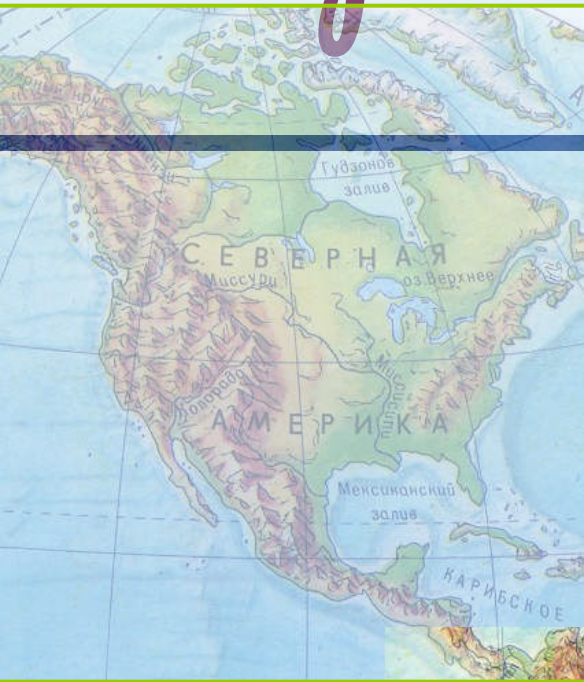 Гудзонов
залив
СЕВЕРНАЯ
Миссури
оз.Верхнее
Колорадо
Миссисипи
АМЕРИКА
Мексиканский
залив
КАРИБСКОЕ